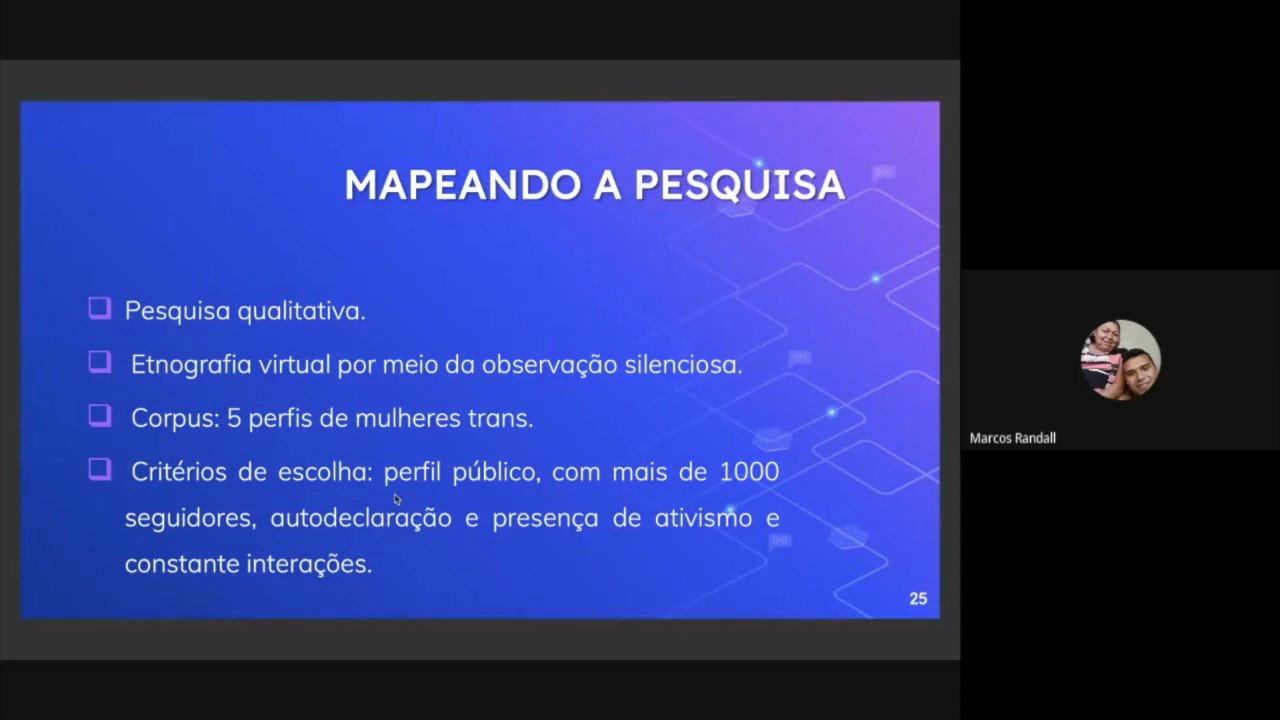 MAPEANDO A PESQUISA
Pesquisa qualitativa.
Etnografia virtual por meio da observação silenciosa.
Corpus: 5 perfis de mulheres trans.
Critérios de escolha: perfil público, com mais de 1000
seguidores, autodeclaração e presença de ativismo e
constante interações.
25
Marcos Randall